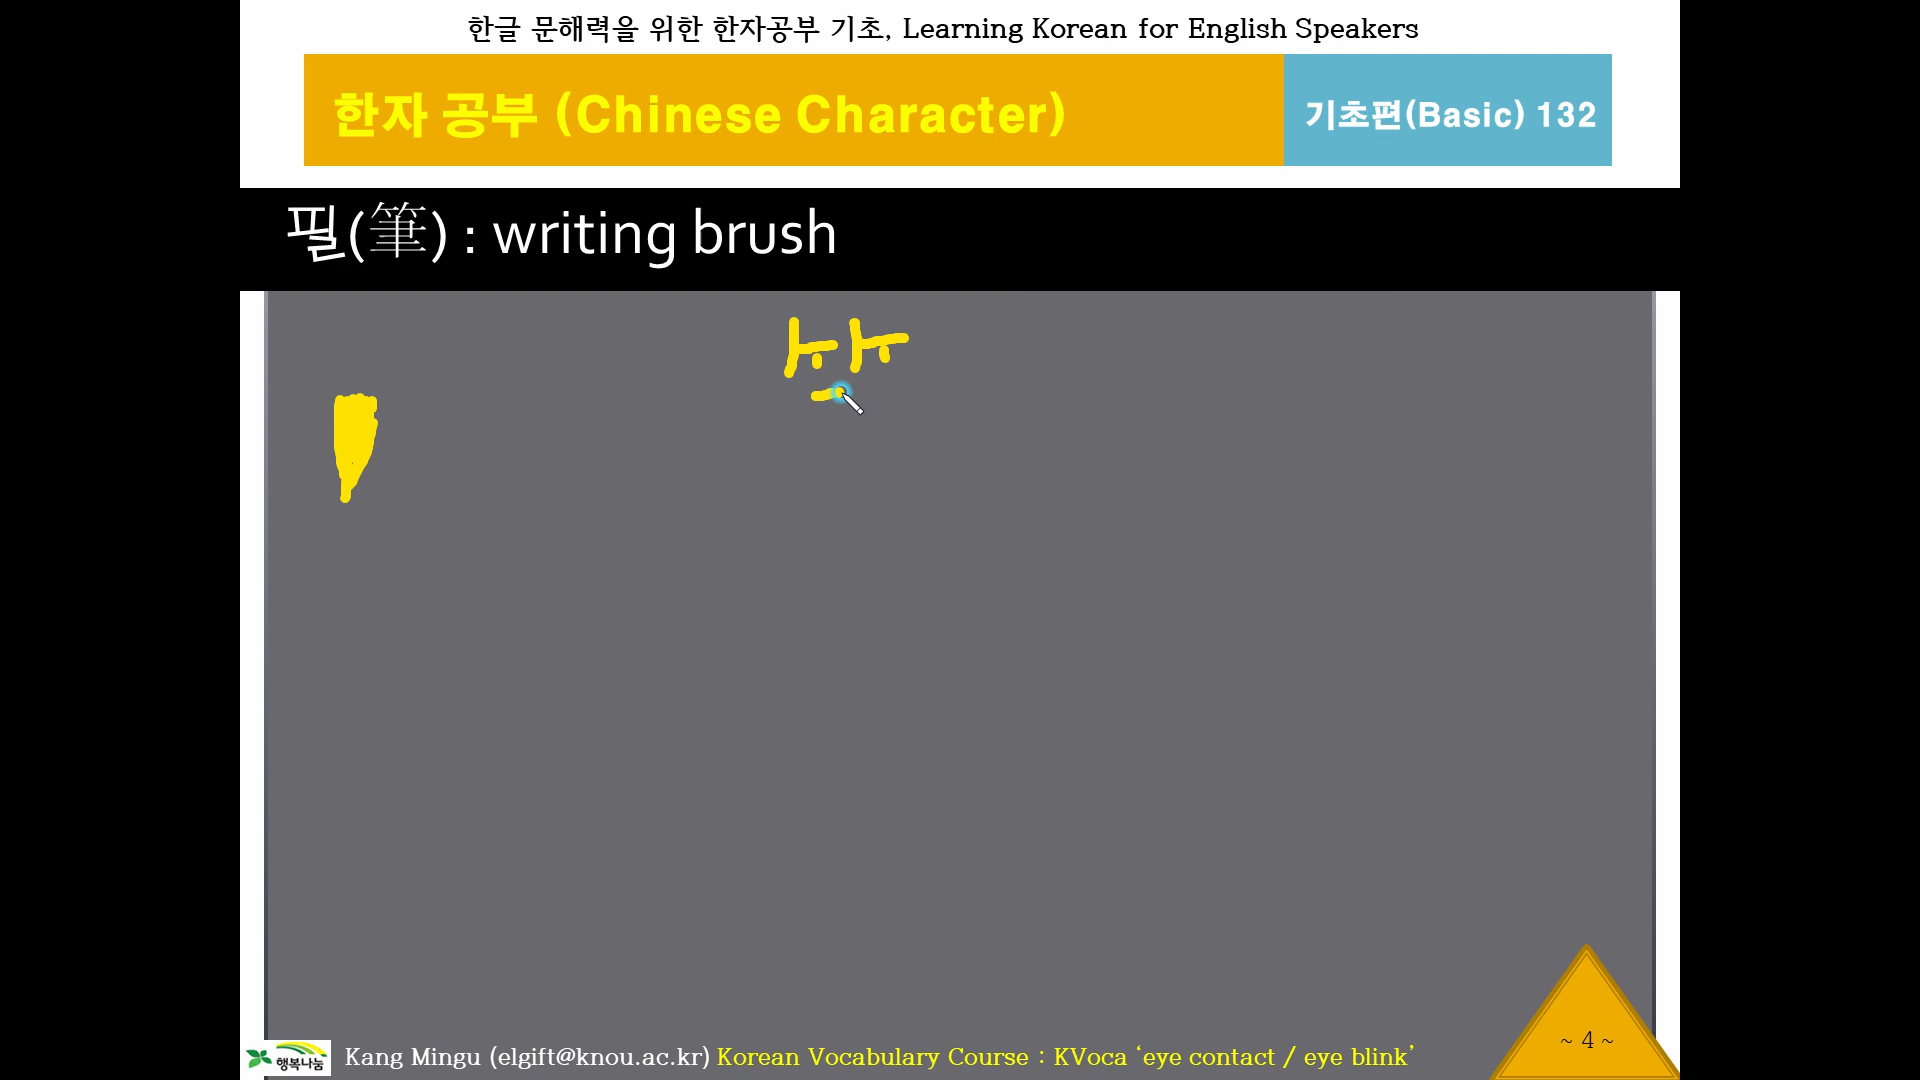 한글 문해력을 위한 한자공부 기초, Learning Korean for English Speakers
한자 공부 (Chinese Character)
기초편(Basic) 132
필(筆) : writing brush
행복나눔
Kang Mingu (elgift@knou.ac.kr) Korean Vocabulary Course : KVoca ‘eye contact / eye blink’
~ 4 ~